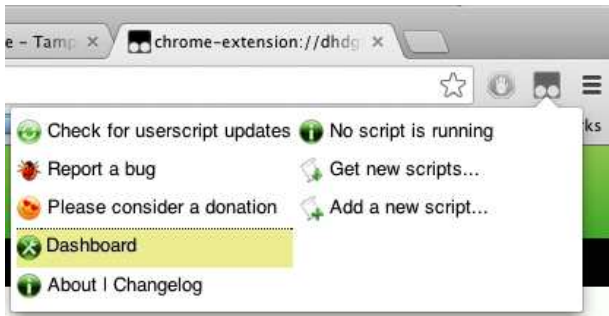 e – Tamp
chrome-extension://dhdg
ks
Check for userscript updates
Report a bug
Please consider a donation
Dashboard
About | Changelog
No script is running
Get new scripts...
Add a new script...